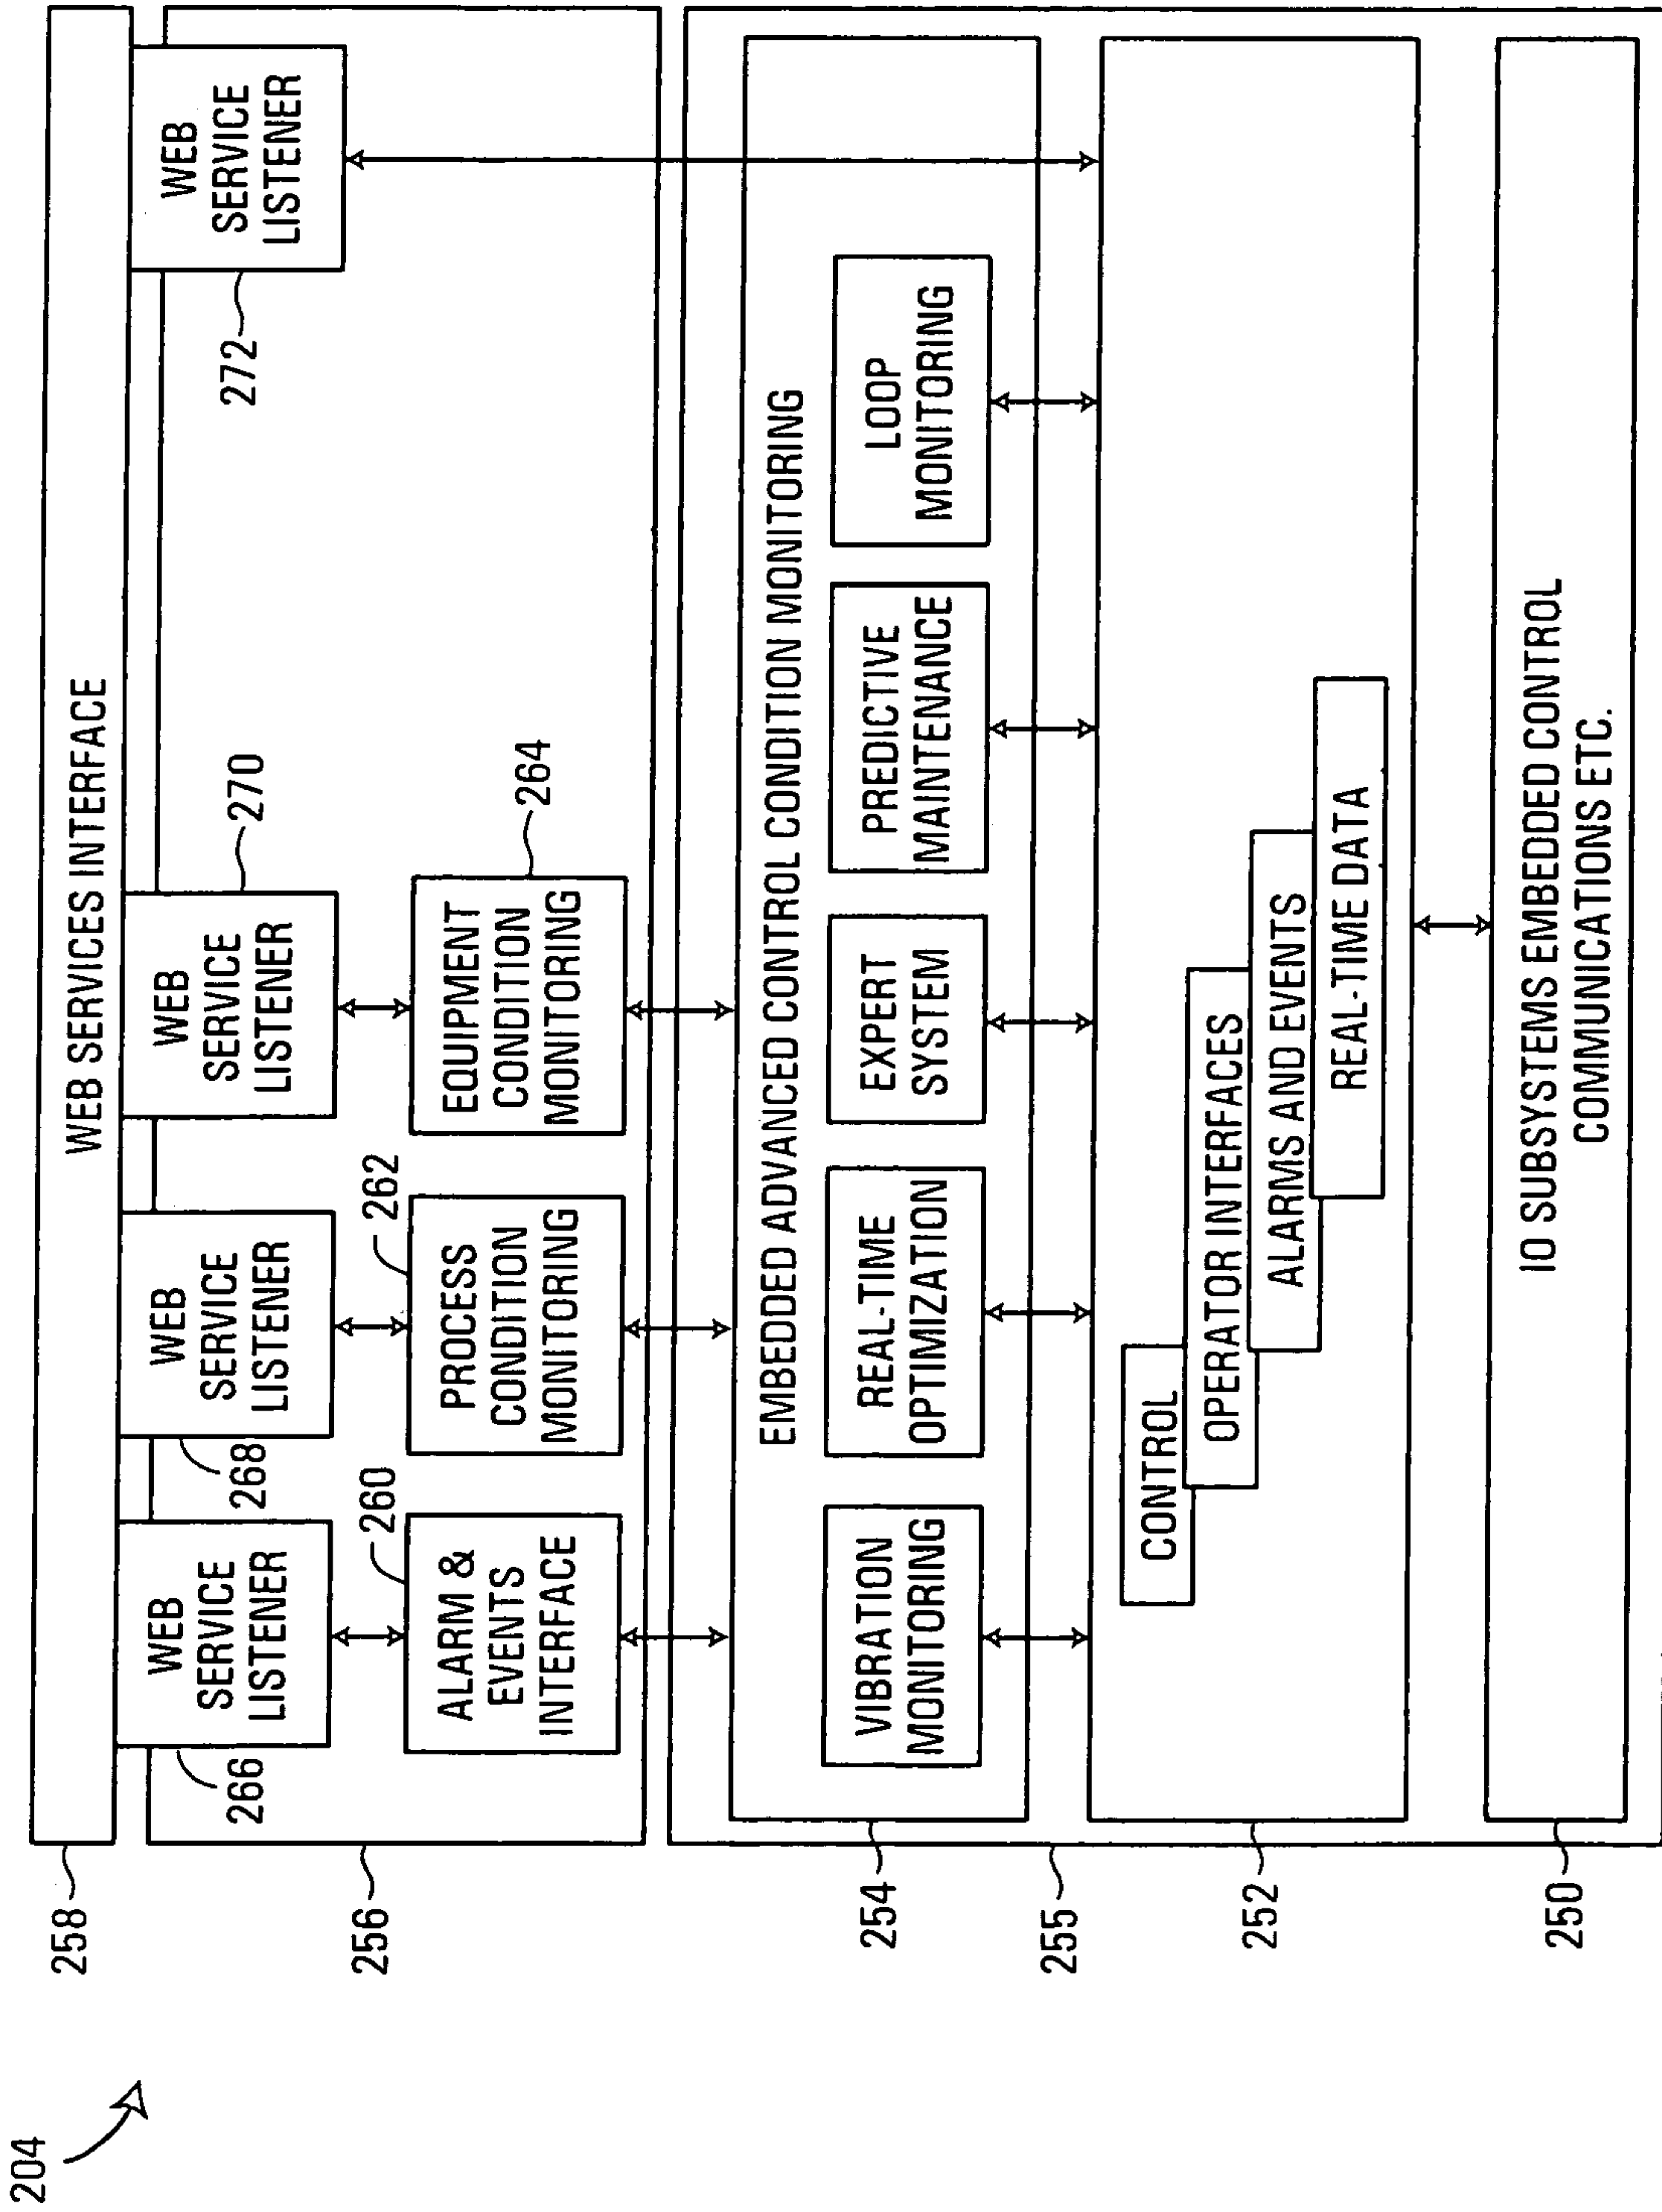 204
258
WEB SERVICES INTERFACE
256
266
WEB
SERVICE
LISTENER
268
WEB
SERVICE
LISTENER
270
WEB
SERVICE
LISTENER
272
WEB
SERVICE
LISTENER
260
ALARM &
EVENTS
INTERFACE
262
PROCESS
CONDITION
MONITORING
264
EQUIPMENT
CONDITION
MONITORING
254
EMBEDDED ADVANCED CONTROL CONDITION MONITORING
VIBRATION
MONITORING
REAL-TIME
OPTIMIZATION
EXPERT
SYSTEM
PREDICTIVE
MAINTENANCE
LOOP
MONITORING
255
252
CONTROL
OPERATOR INTERFACES
ALARMS AND EVENTS
REAL-TIME DATA
250
IO SUBSYSTEMS EMBEDDED CONTROL
COMMUNICATIONS ETC.